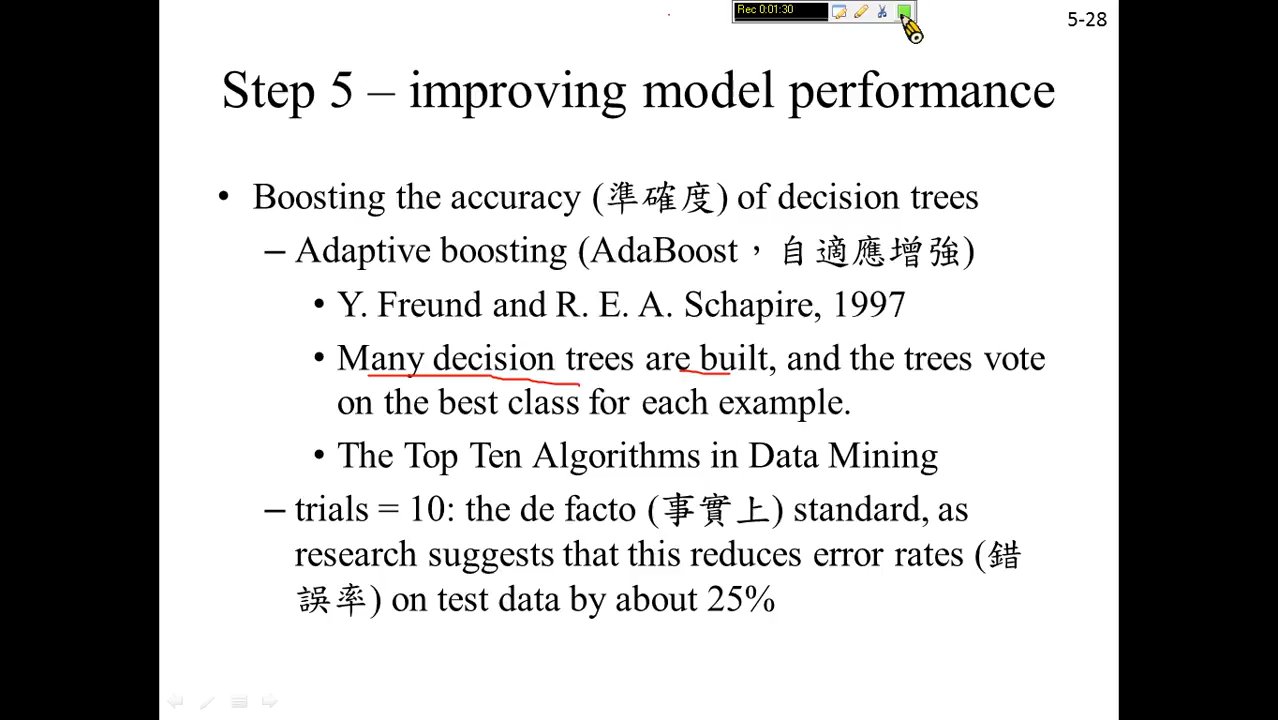 Rec 0:01:30
5-28
Step 5 – improving model performance
• Boosting the accuracy (準確度) of decision trees
– Adaptive boosting (AdaBoost，自適應增強)
• Y. Freund and R. E. A. Schapire, 1997
• Many decision trees are built, and the trees vote
on the best class for each example.
• The Top Ten Algorithms in Data Mining
– trials = 10: the de facto (事實上) standard, as
research suggests that this reduces error rates (錯
誤率) on test data by about 25%